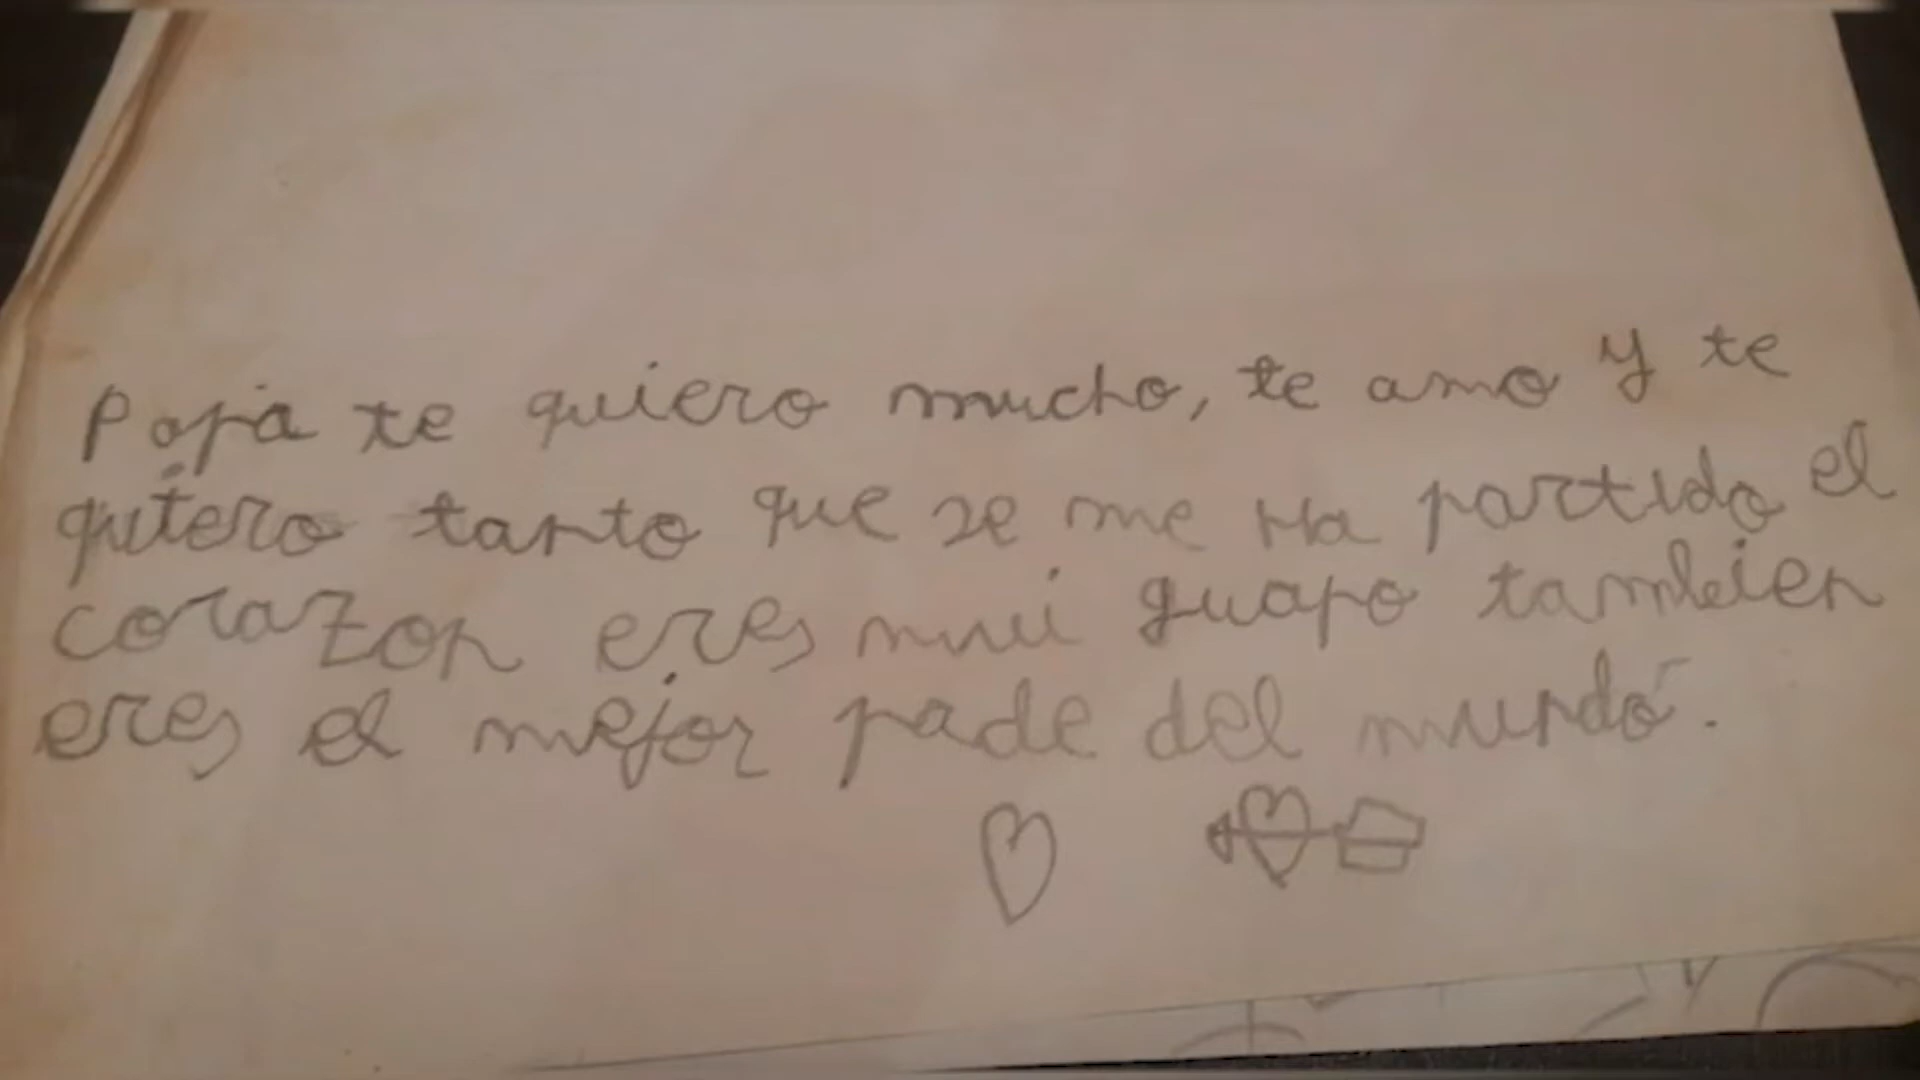 Papá te quiero mucho, te amo y te
quiero tanto que se me ha partido el
corazon eres mui guapo tambien
eres el mejor pade del mundo.